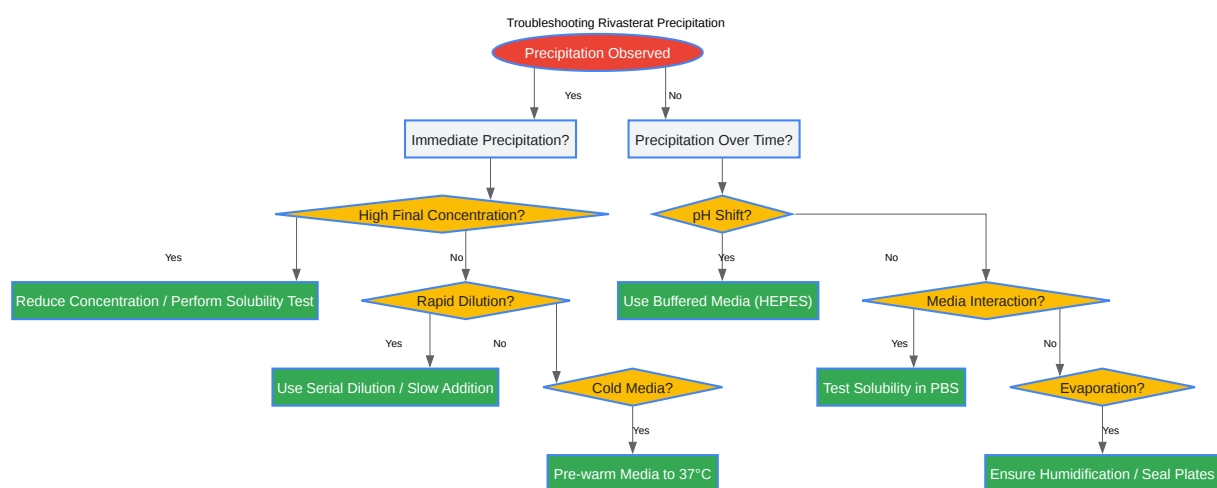 Troubleshooting Rivasterat Precipitation
Precipitation Observed
Yes
No
Immediate Precipitation?
Precipitation Over Time?
High Final Concentration?
pH Shift?
Yes
No
Yes
No
Reduce Concentration / Perform Solubility Test
Rapid Dilution?
Use Buffered Media (HEPES)
Media Interaction?
Yes
No
Yes
No
Use Serial Dilution / Slow Addition
Cold Media?
Test Solubility in PBS
Evaporation?
Yes
Yes
Pre-warm Media to 37°C
Ensure Humidification / Seal Plates